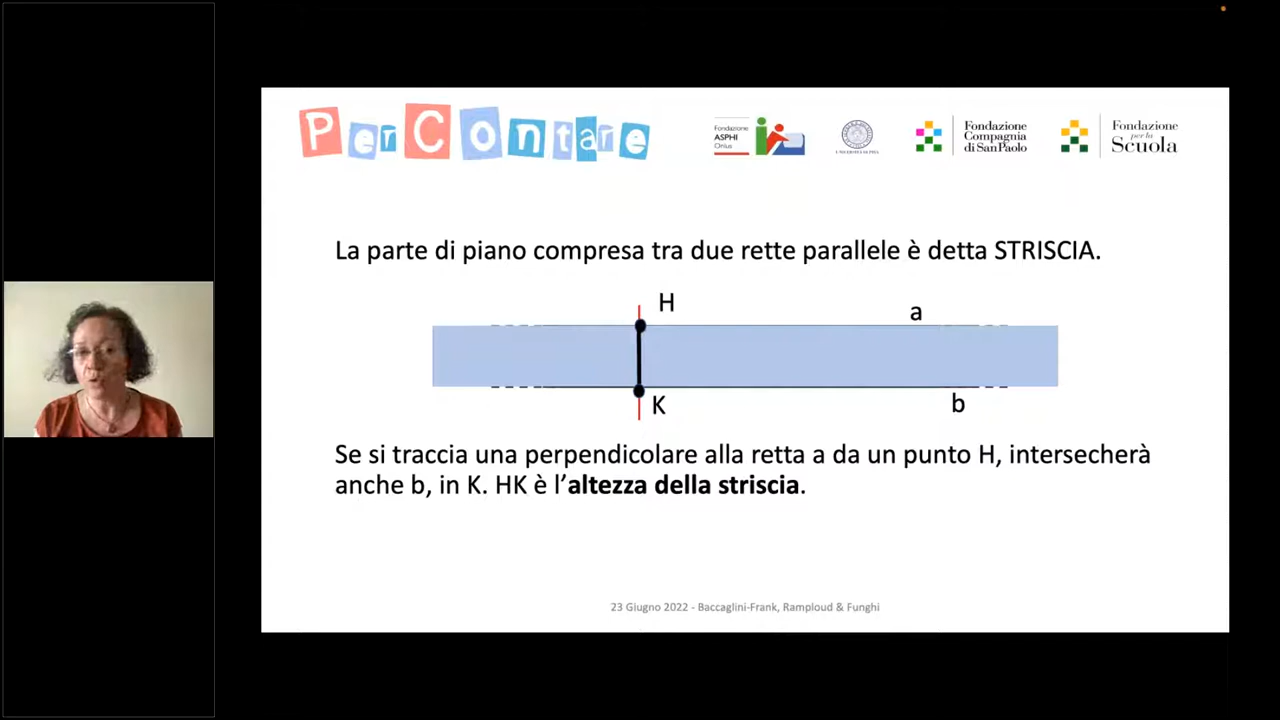 PerContare
Fondazione
ASPHI
Onlus
Fondazione
Compagnia
di San Paolo
Fondazione
per la
Scuola
La parte di piano compresa tra due rette parallele è detta STRISCIA.
H
a
K
b
Se si traccia una perpendicolare alla retta a da un punto H, intersecherà
anche b, in K. HK è l’altezza della striscia.
23 Giugno 2022 - Baccaglini-Frank, Ramploud & Funghi